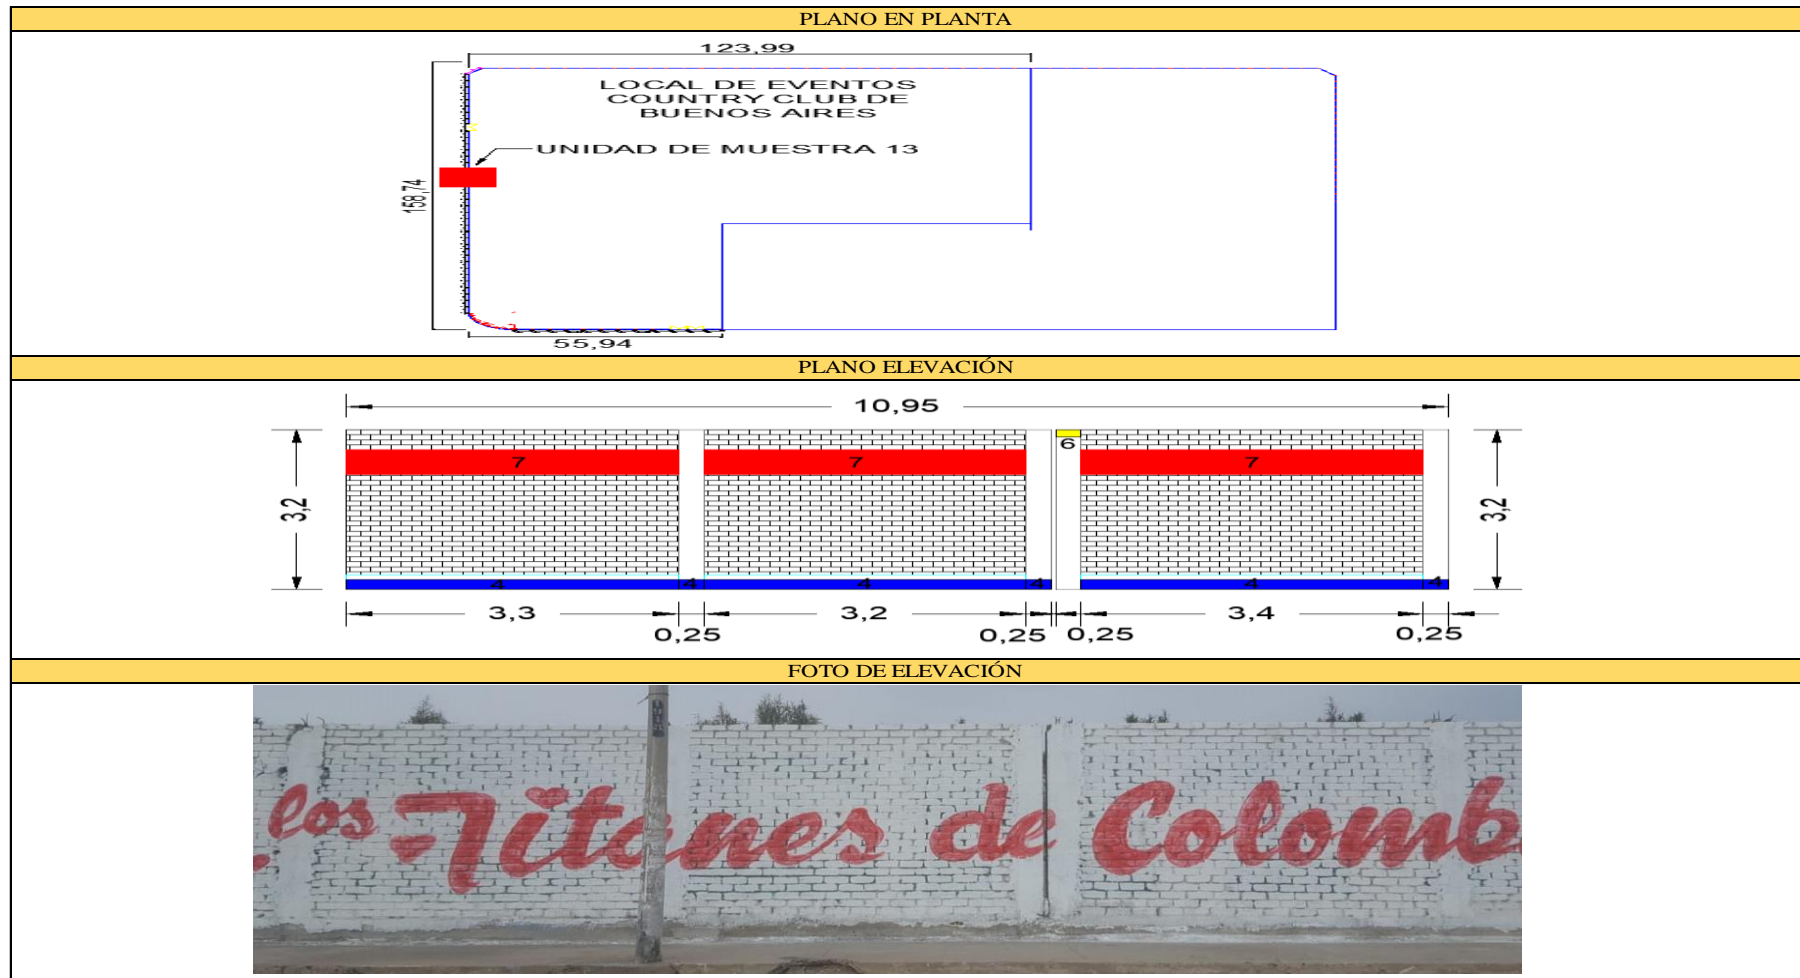 PLANO EN PLANTA
123,99
LOCAL DE EVENTOS
COUNTRY CLUB DE
BUENOS AIRES
UNIDAD DE MUESTRA 13
158,74
55,94
PLANO ELEVACIÓN
10,95
6
7 7 7
3,2 3,2
4 4 4 4 4 4
3,3 3,2 3,4
0,25 0,25 0,25 0,25
FOTO DE ELEVACIÓN
los Titanes de Colomb